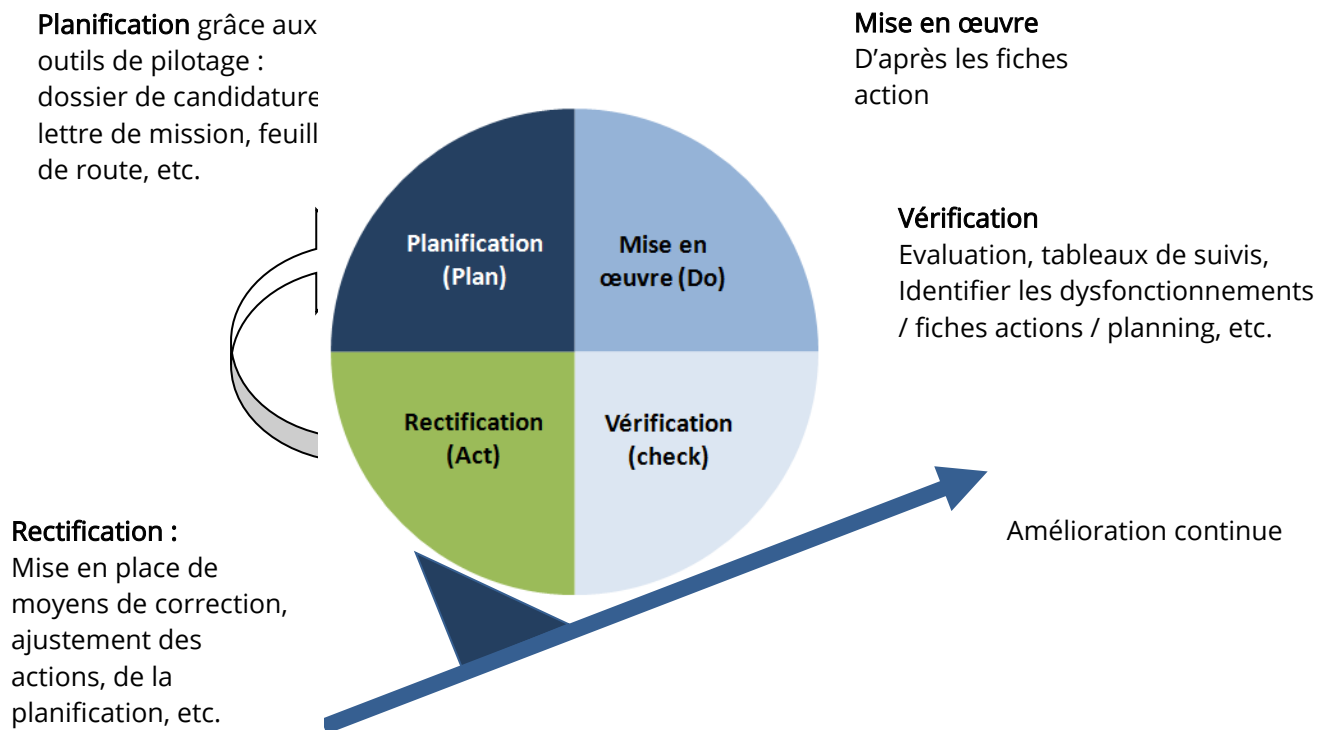 Planification grâce aux
outils de pilotage :
dossier de candidature
lettre de mission, feuill
de route, etc.
Mise en œuvre
D'après les fiches
action
Planification
(Plan)
Mise en
œuvre (Do)
Vérification
Evaluation, tableaux de suivis,
Identifier les dysfonctionnements
/ fiches actions / planning, etc.
Rectification
(Act)
Vérification
(check)
Rectification :
Mise en place de
moyens de correction,
ajustement des
actions, de la
planification, etc.
Amélioration continue